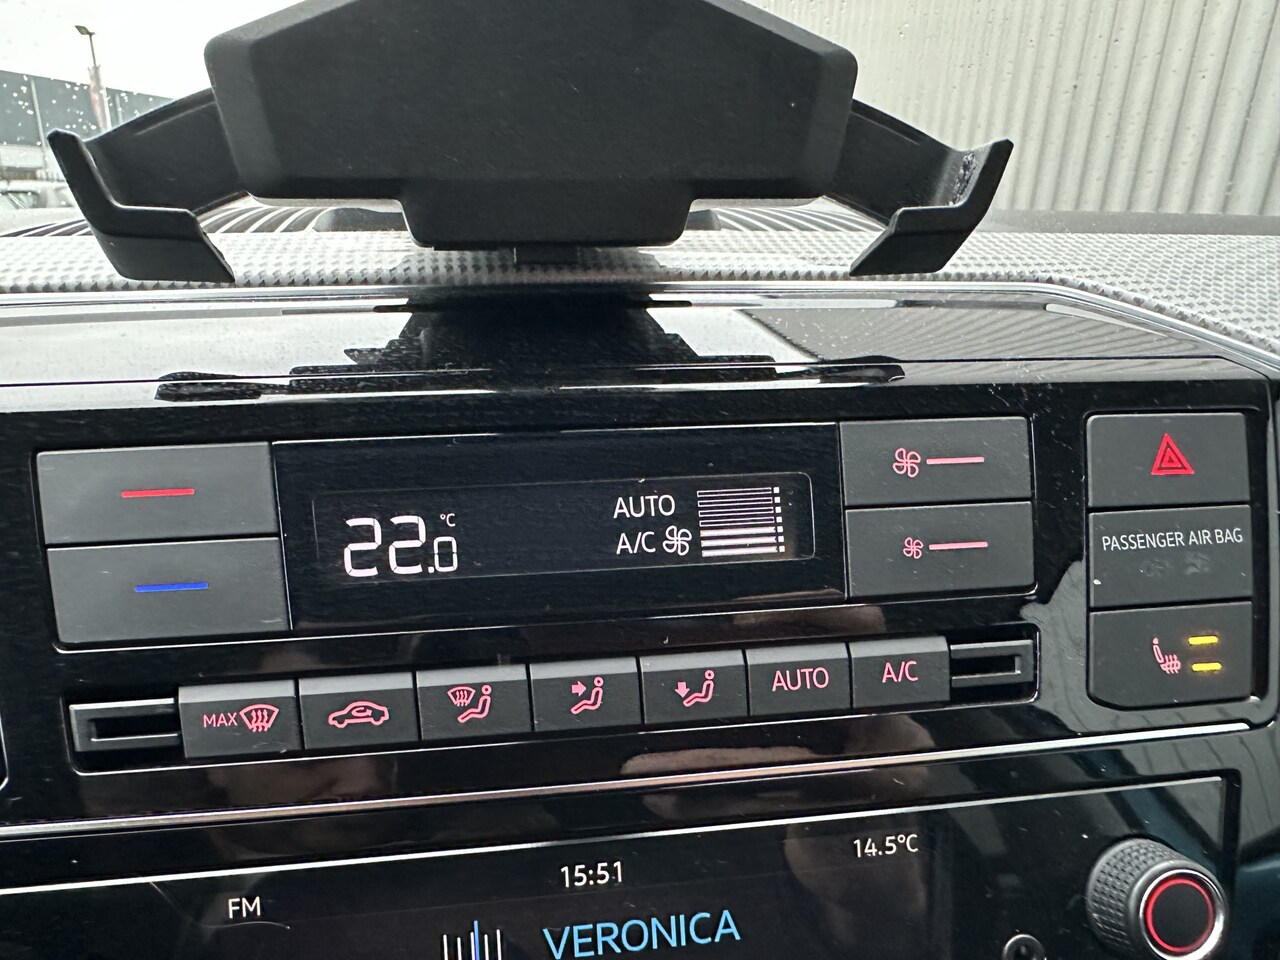 22.0 °C
AUTO
A/C
PASSENGER AIR BAG
MAX
AUTO
A/C
FM
15:51
14.5°C
VERONICA